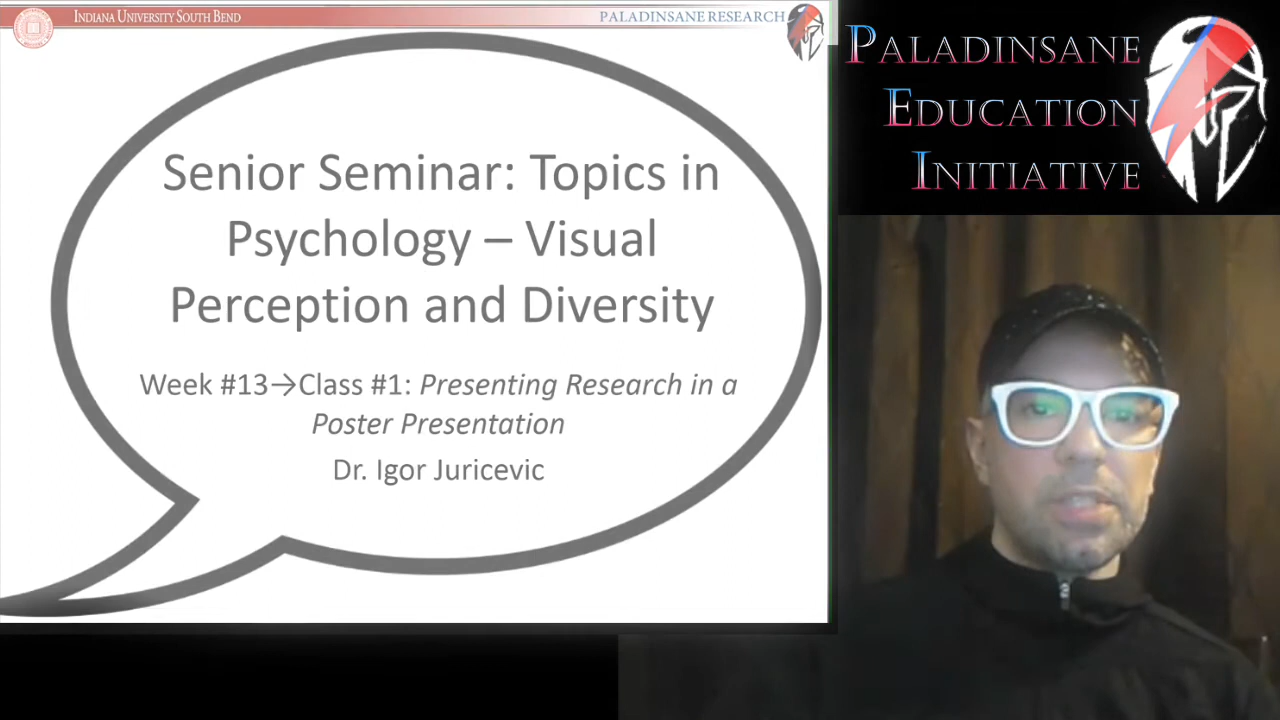 INDIANA UNIVERSITY SOUTH BEND
PALADINSANE RESEARCH
Senior Seminar: Topics in
Psychology – Visual
Perception and Diversity
Week #13→Class #1: Presenting Research in a
Poster Presentation
Dr. Igor Juricevic
PALADINSANE
EDUCATION
INITIATIVE